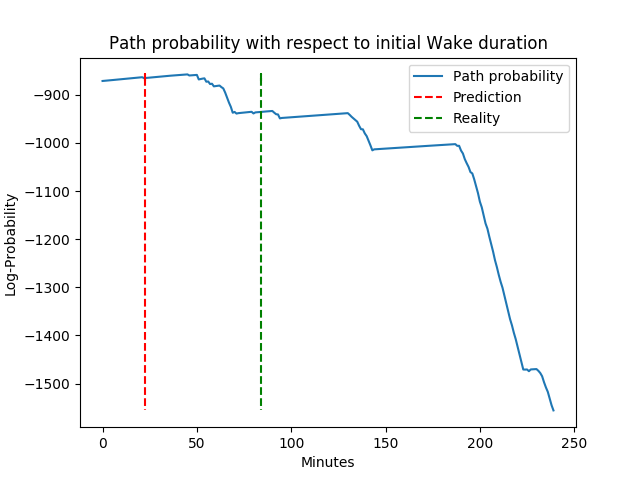 Path probability with respect to initial Wake duration
Path probability
Prediction
Reality
−900
−1000
−1100
−1200
−1300
−1400
−1500
Log-Probability
0 50 100 150 200 250
Minutes